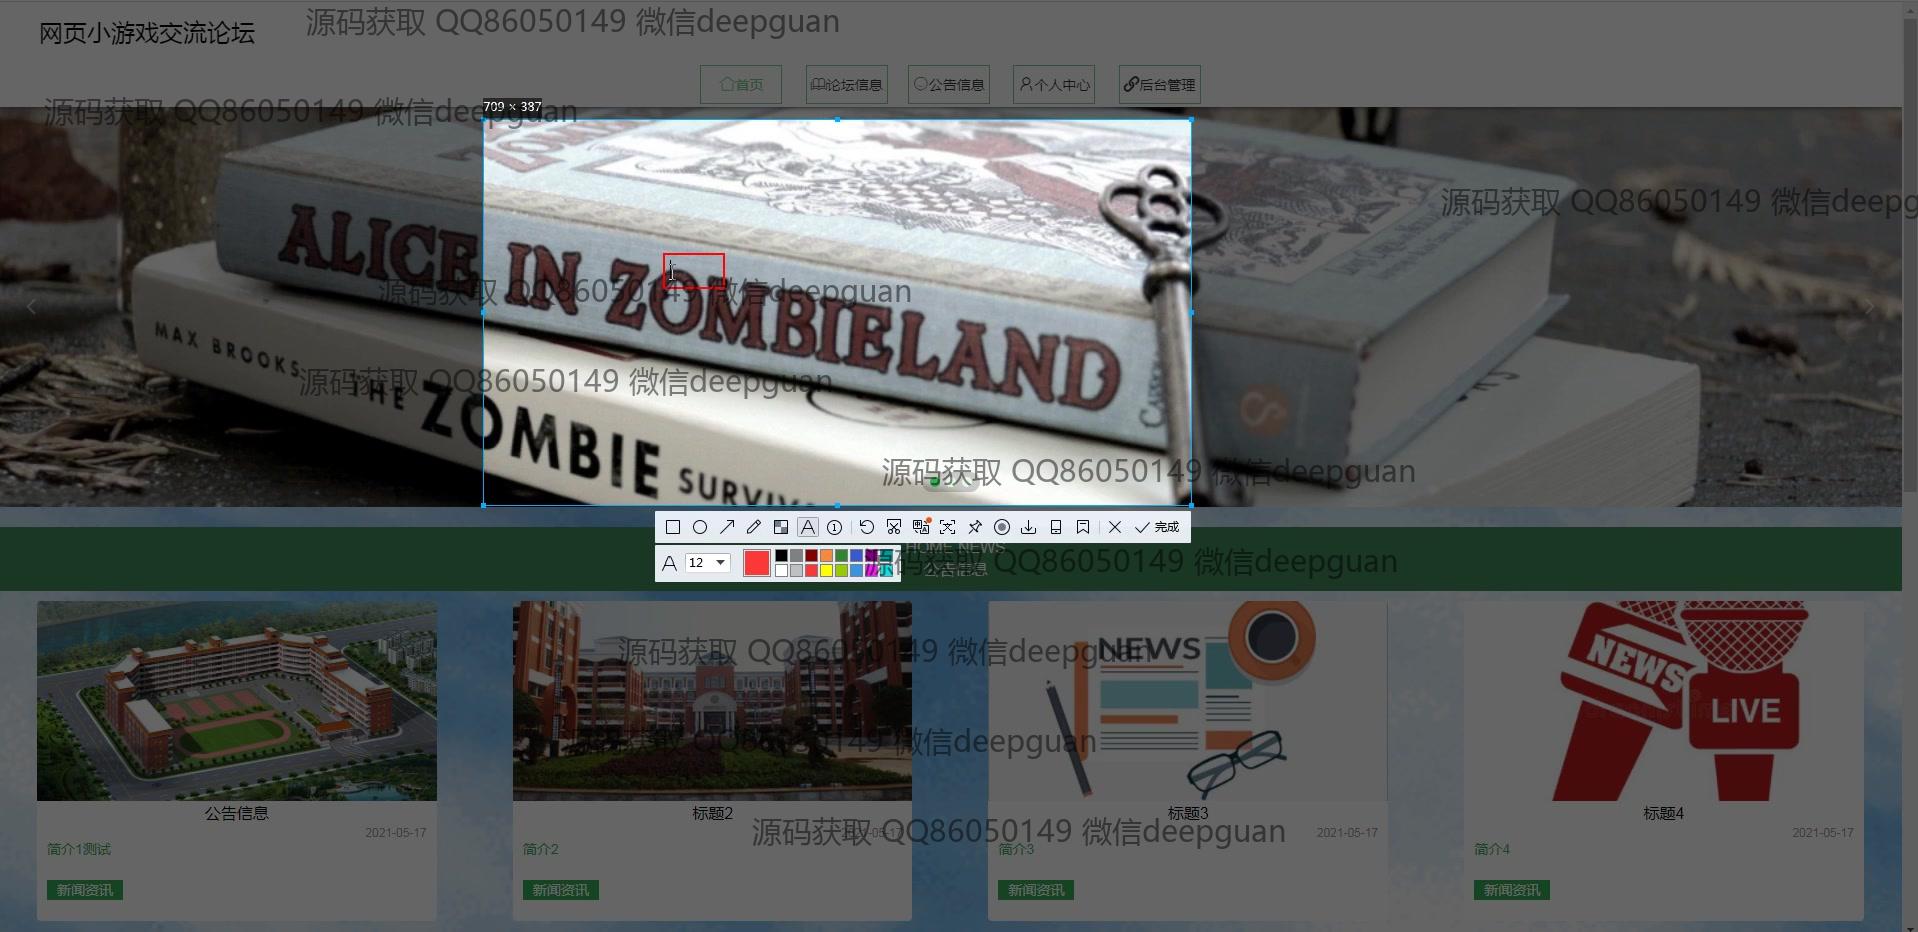 网页小游戏交流论坛
源码获取 QQ86050149 微信deepguan
首页
论坛信息
公告信息
个人中心
后台管理
源码获取 QQ86050149 微信deepguan
709 × 387
源码获取 QQ86050149 微信deepg
ALICE IN ZOMBIELAND
源码获取 QQ86050149 微信deepguan
MAX BROOKS
THE ZOMBIE SURVIV
源码获取 QQ86050149 微信deepguan
源码获取 QQ86050149 微信deepguan
完成
A 12
HOME NEWS
源码获取 QQ86050149 微信deepguan
公告信息
源码获取 QQ86050149 微信deepguan
NEWS
NEWS
LIVE
源码获取 QQ86050149 微信deepguan
公告信息
标题2
标题3
标题4
2021-05-17
2021-05-17
2021-05-17
2021-05-17
源码获取 QQ86050149 微信deepguan
简介1测试
简介2
简介3
简介4
新闻资讯
新闻资讯
新闻资讯
新闻资讯